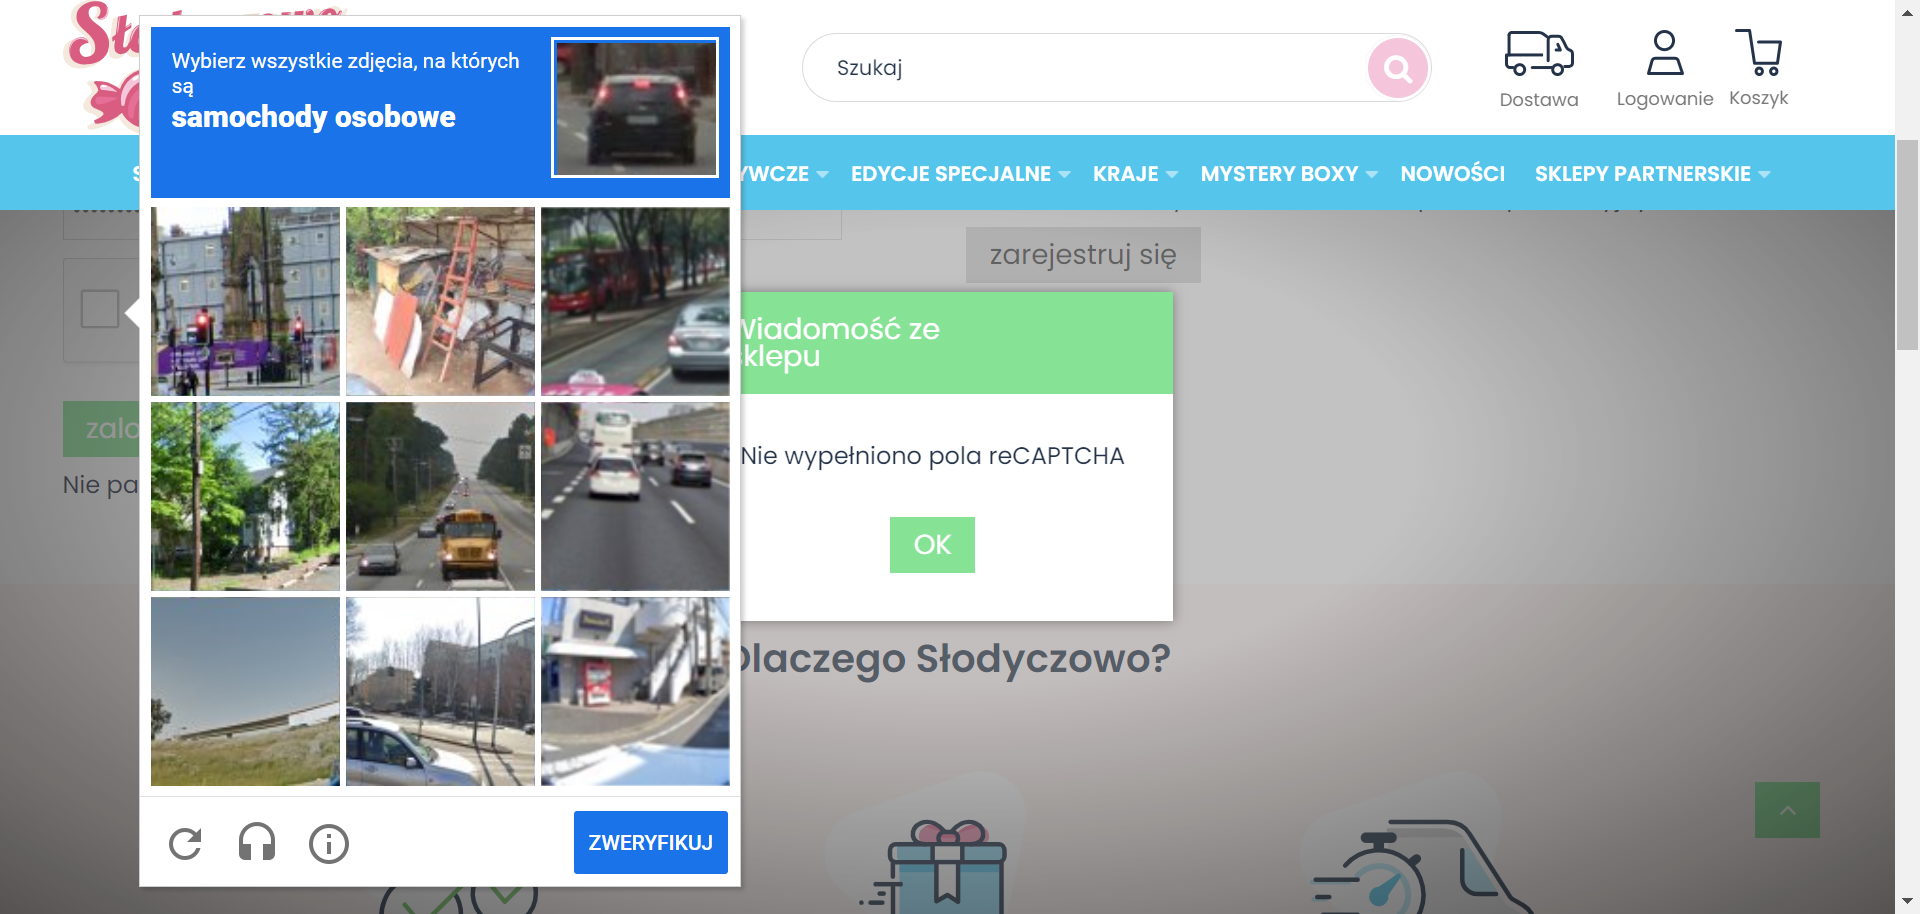 Wybierz wszystkie zdjęcia, na których
są
samochody osobowe
Szukaj
Dostawa
Logowanie
Koszyk
YWCZE
EDYCJE SPECJALNE
KRAJE
MYSTERY BOXY
NOWOŚCI
SKLEPY PARTNERSKIE
zarejestruj się
Wiadomość ze
sklepu
zalo
Nie wypełniono pola reCAPTCHA
Nie pa
OK
Dlaczego Słodyczowo?
ZWERYFIKUJ